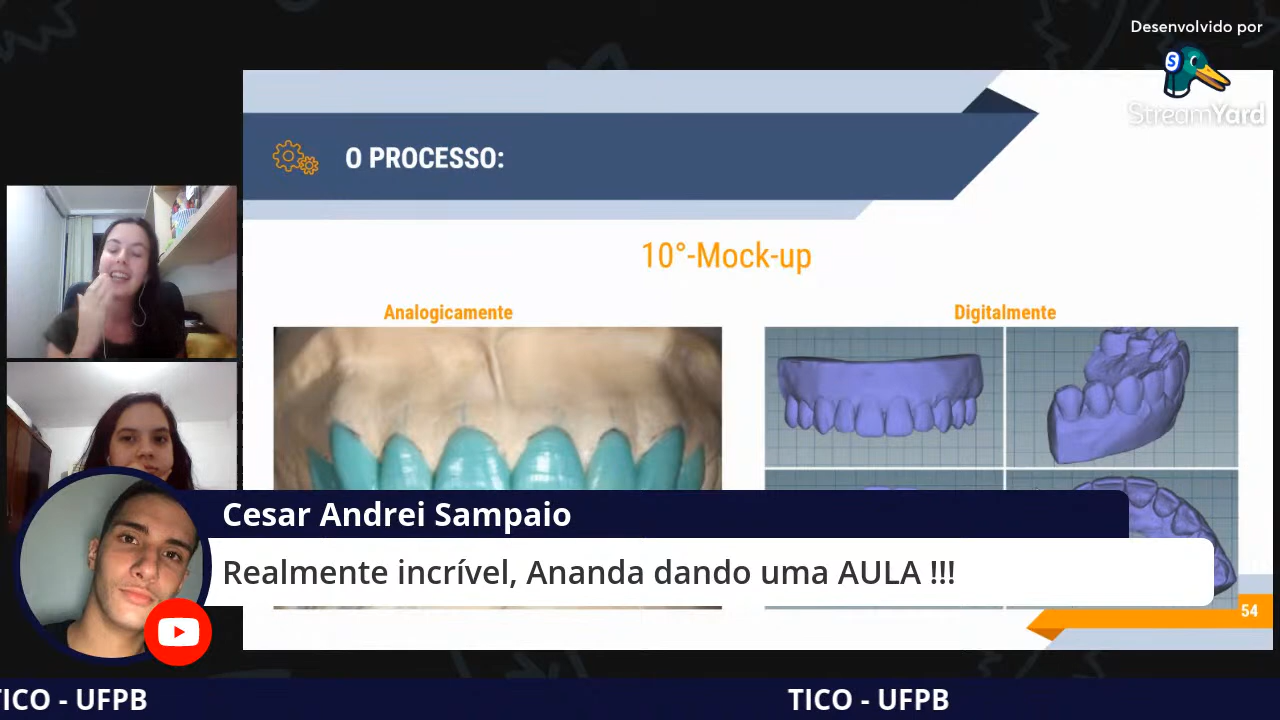 Desenvolvido por
StreamYard
O PROCESSO:
10°-Mock-up
Analogicamente
Digitalmente
Cesar Andrei Sampaio
Realmente incrível, Ananda dando uma AULA !!!
54
TICO - UFPB
TICO - UFPB